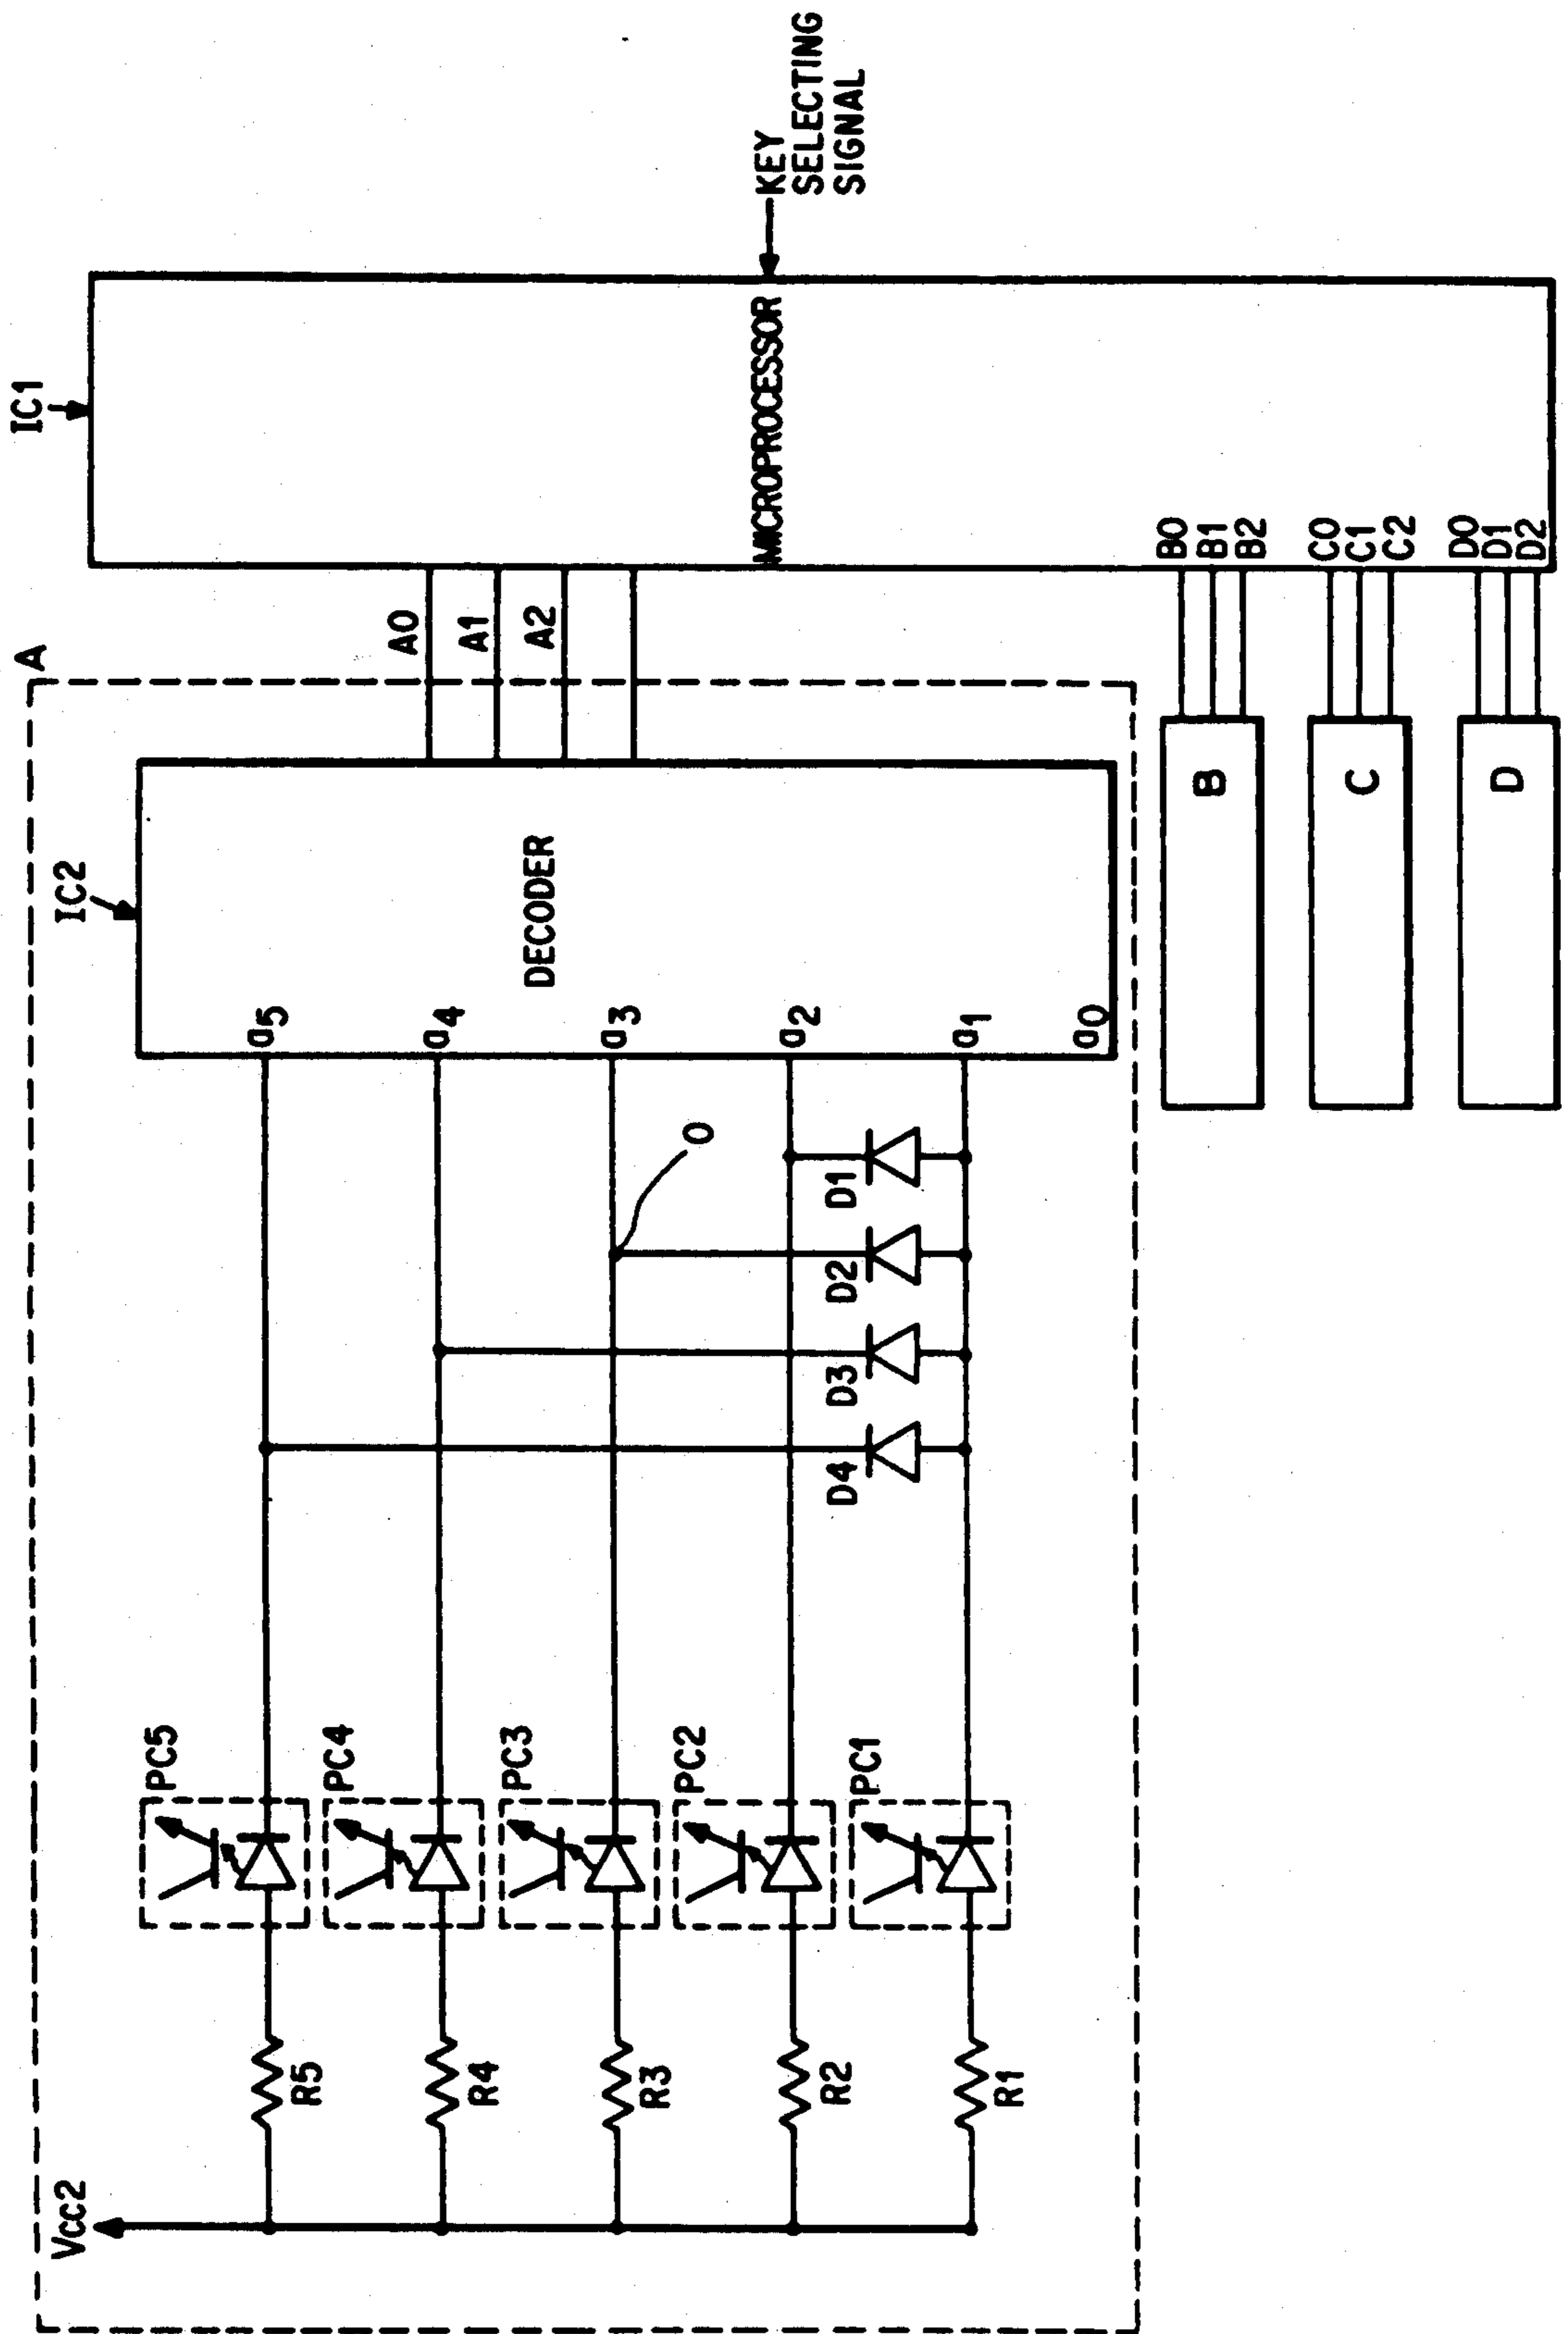 IC1
MICROPROCESSOR
KEY
SELECTING
SIGNAL
A
A0
A1
A2
B0
B1
B2
C0
C1
C2
D0
D1
D2
B
C
D
IC2
DECODER
a5
a4
a3
a2
a1
a0
O
D1
D2
D3
D4
PC5
PC4
PC3
PC2
PC1
R5
R4
R3
R2
R1
VCC2